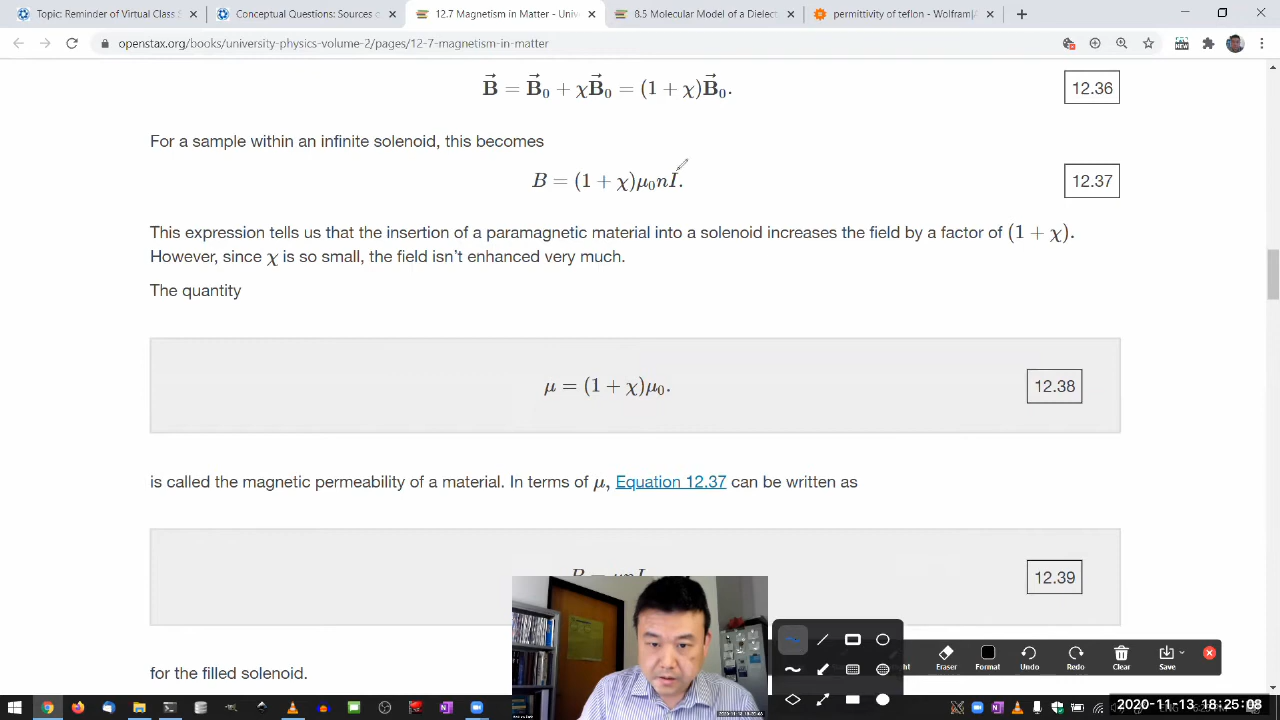 Topic: Reminder of Virtual Class S
Conceptual Questions: Sources o
12.7 Magnetism in Matter - Univ
8.5 Molecular Model of a Dielect
permittivity of teflon - Wolfram|A
openstax.org/books/university-physics-volume-2/pages/12-7-magnetism-in-matter
NEW
B⃗ = B⃗₀ + χB⃗₀ = (1 + χ)B⃗₀.
12.36
For a sample within an infinite solenoid, this becomes
B = (1 + χ)μ₀nI.
12.37
This expression tells us that the insertion of a paramagnetic material into a solenoid increases the field by a factor of (1 + χ).
However, since χ is so small, the field isn't enhanced very much.
The quantity
μ = (1 + χ)μ₀.
12.38
is called the magnetic permeability of a material. In terms of μ, Equation 12.37 can be written as
12.39
for the filled solenoid.
Eraser Format Undo Redo Clear Save
2020-11-13 18:25:08